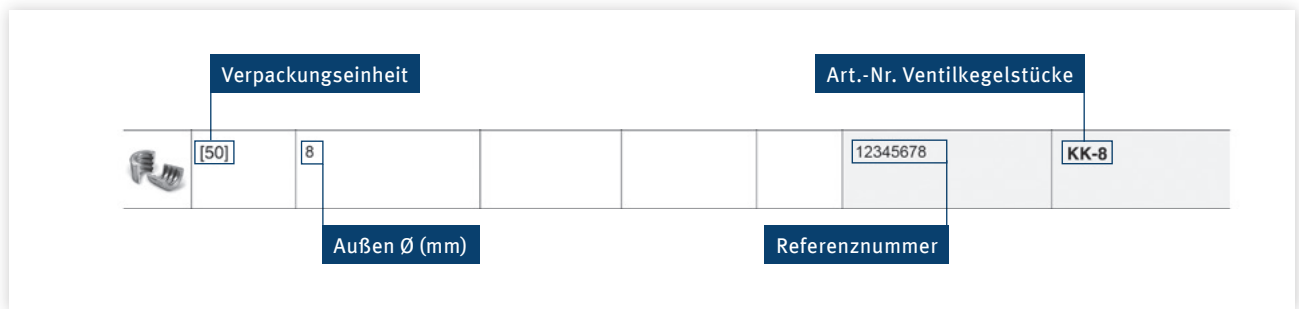 Verpackungseinheit
Art.-Nr. Ventilkegelstücke
[50]
8
12345678
KK-8
Außen Ø (mm)
Referenznummer